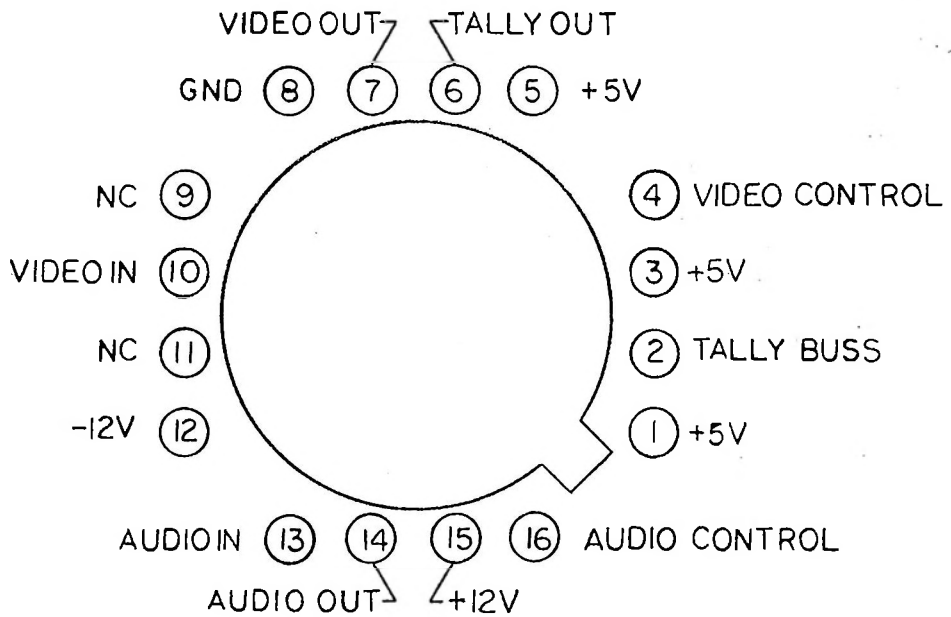 VIDEO OUT TALLY OUT
GND 8 7 6 5 +5V
NC 9 4 VIDEO CONTROL
VIDEO IN 10 3 +5V
NC 11 2 TALLY BUSS
-12V 12 1 +5V
AUDIO IN 13 14 15 16 AUDIO CONTROL
AUDIO OUT +12V